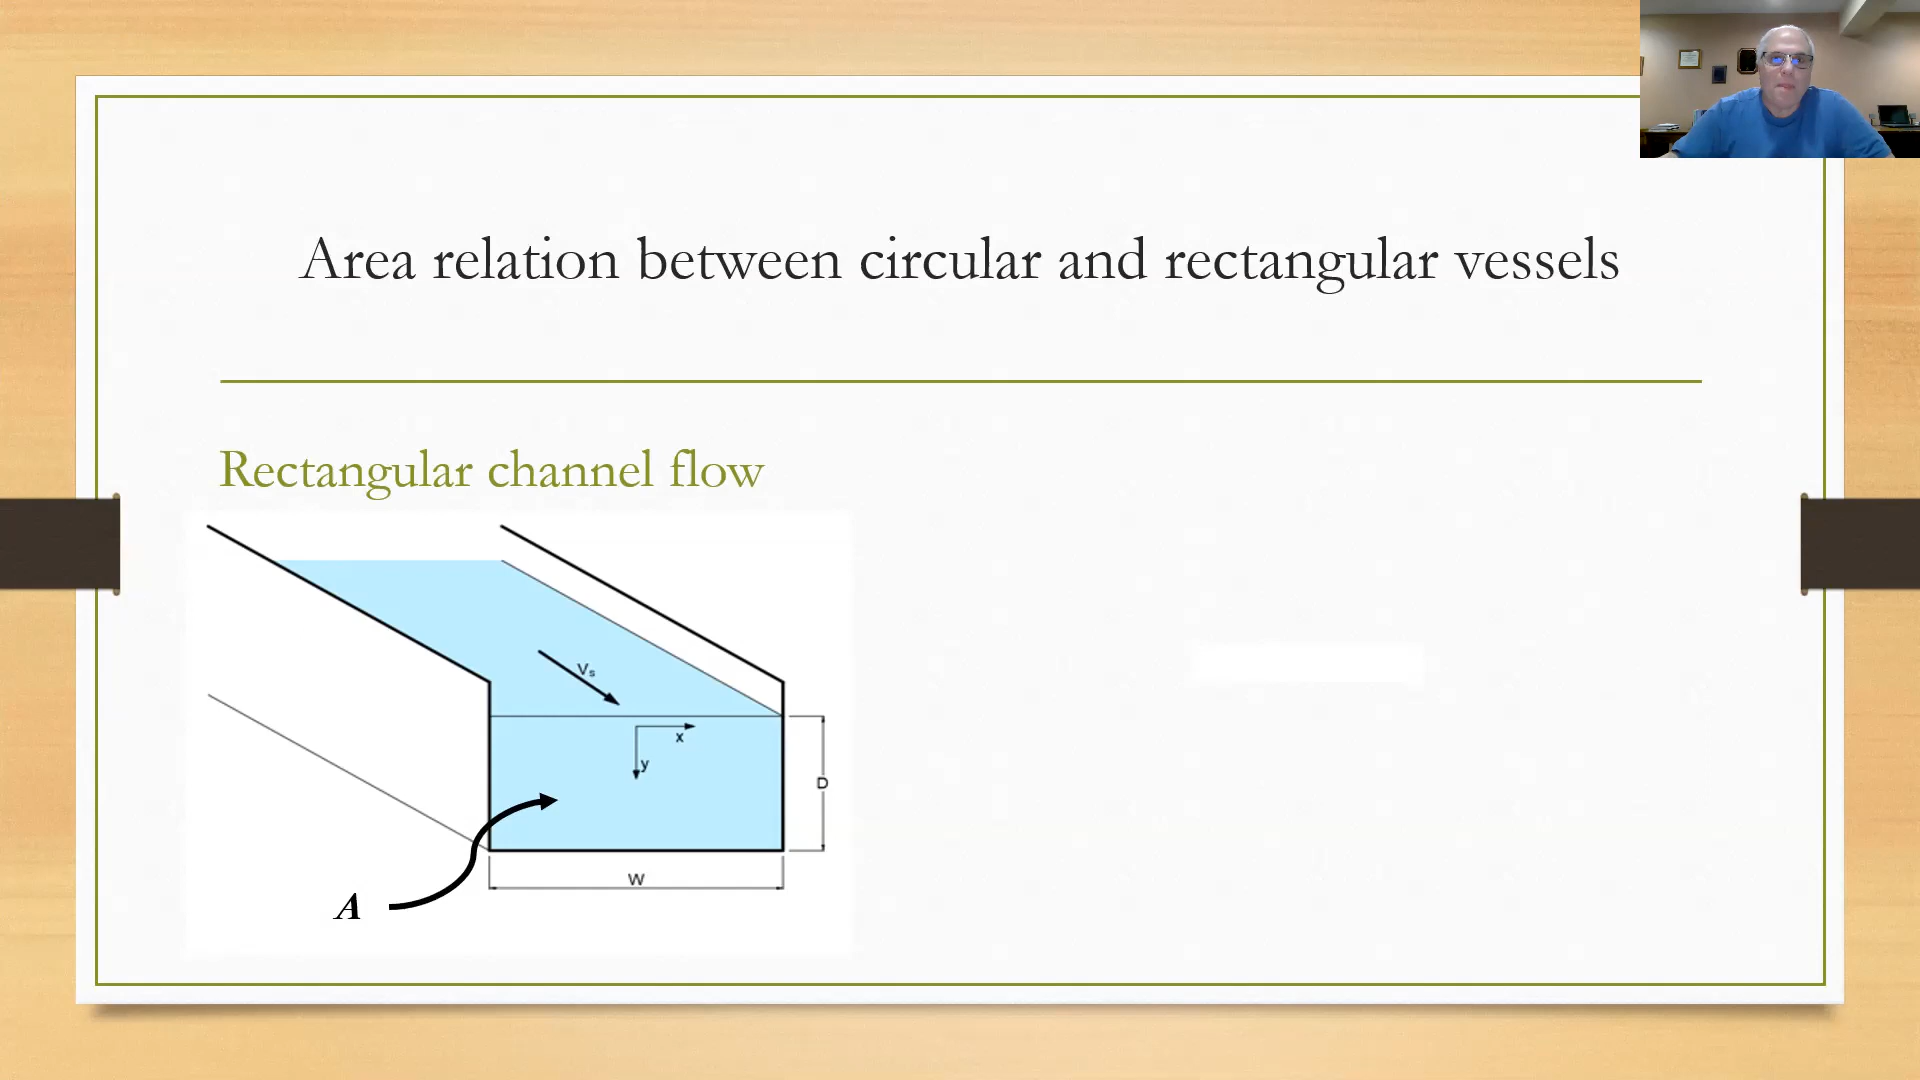 Area relation between circular and rectangular vessels
Rectangular channel flow
Vs
x
y
D
W
A